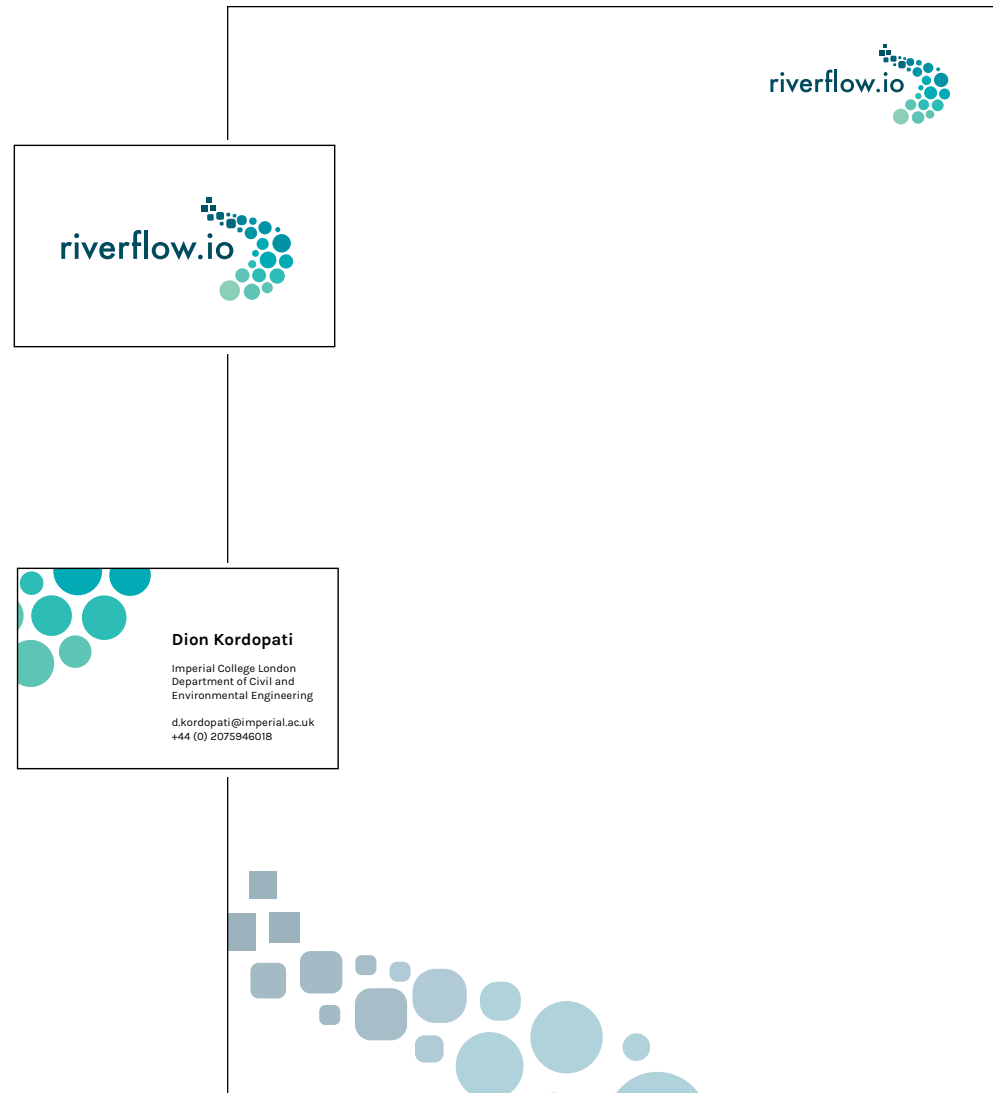 riverflow.io
riverflow.io
Dion Kordopati
Imperial College London
Department of Civil and
Environmental Engineering
d.kordopati@imperial.ac.uk
+44 (0) 2075946018